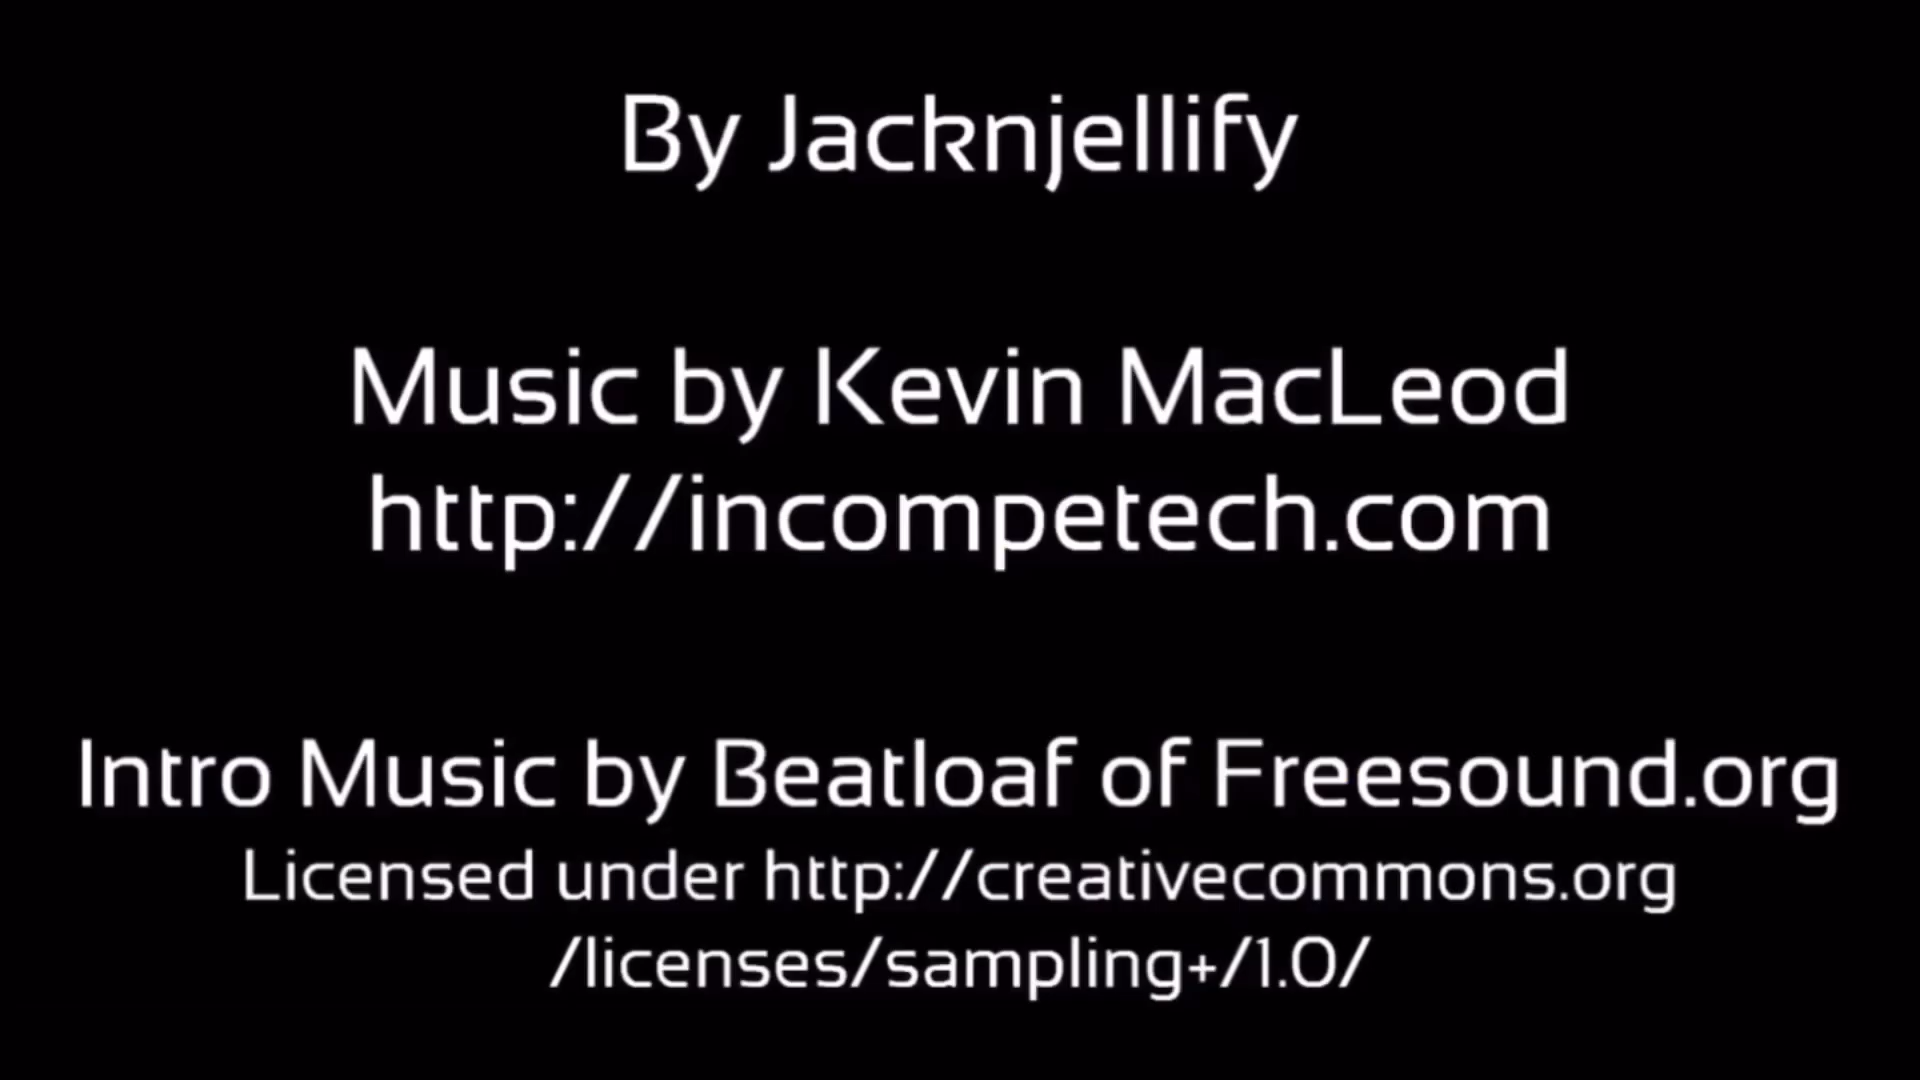 By Jacknjellify
Music by Kevin MacLeod
http://incompetech.com
Intro Music by Beatloaf of Freesound.org
Licensed under http://creativecommons.org
/licenses/sampling+/1.0/